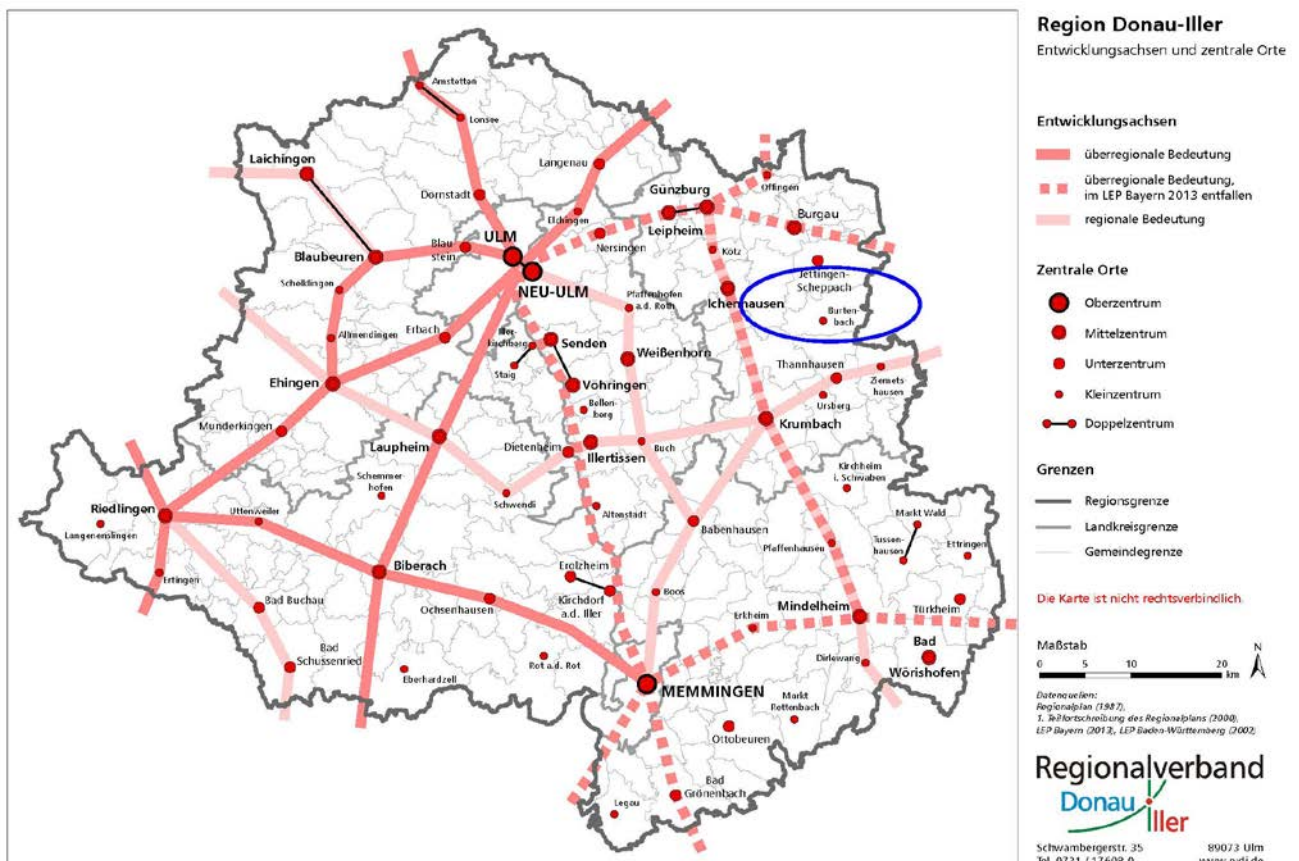 Region Donau-Iller
Entwicklungsachsen und zentrale Orte
Entwicklungsachsen
überregionale Bedeutung
überregionale Bedeutung,
im LEP Bayern 2013 entfallen
regionale Bedeutung
Zentrale Orte
Oberzentrum
Mittelzentrum
Unterzentrum
Kleinzentrum
Doppelzentrum
Grenzen
Regionsgrenze
Landkreisgrenze
Gemeindegrenze
Die Karte ist nicht rechtsverbindlich.
Maßstab
N
0 5 10 20
km
Datenquellen:
Regionalplan (1987),
1. Teilfortschreibung des Regionalplans (2000),
LEP Bayern (2013), LEP Baden-Württemberg (2002)
Regionalverband
Donau
Iller
Schwambergerstr. 35 89073 Ulm
Amstetten
Lonsee
Laichingen
Langenau
Dornstadt
Günzburg
Offingen
Elchingen
Leipheim
Burgau
ULM
Blau
stein
Nersingen
Blaubeuren
Kötz
NEU-ULM
Jettingen-
Scheppach
Schelklingen
Ichenhausen
Pfaffenhofen
a.d. Roth
Burten-
bach
Allmendingen
Erbach
Iller-
kirchberg
Senden
Weißenhorn
Staig
Thannhausen
Ziemets
hausen
Ehingen
Vöhringen
Bellen-
berg
Ursberg
Munderkingen
Krumbach
Laupheim
Dietenheim
Illertissen
Buch
Schemmer-
hofen
Kirchheim
i. Schwaben
Schwendi
Altenstadt
Riedlingen
Uttenweiler
Langenenslingen
Babenhausen
Markt Wald
Pfaffenhausen
Tussen-
hausen
Ettringen
Biberach
Erolzheim
Ertingen
Kirchdorf
a.d. Iller
Boos
Bad Buchau
Ochsenhausen
Mindelheim
Türkheim
Erkheim
Bad
Wörishofen
Bad
Schussenried
Rot a.d. Rot
Dirlewang
Eberhardzell
MEMMINGEN
Markt
Rettenbach
Ottobeuren
Bad
Grönenbach
Legau